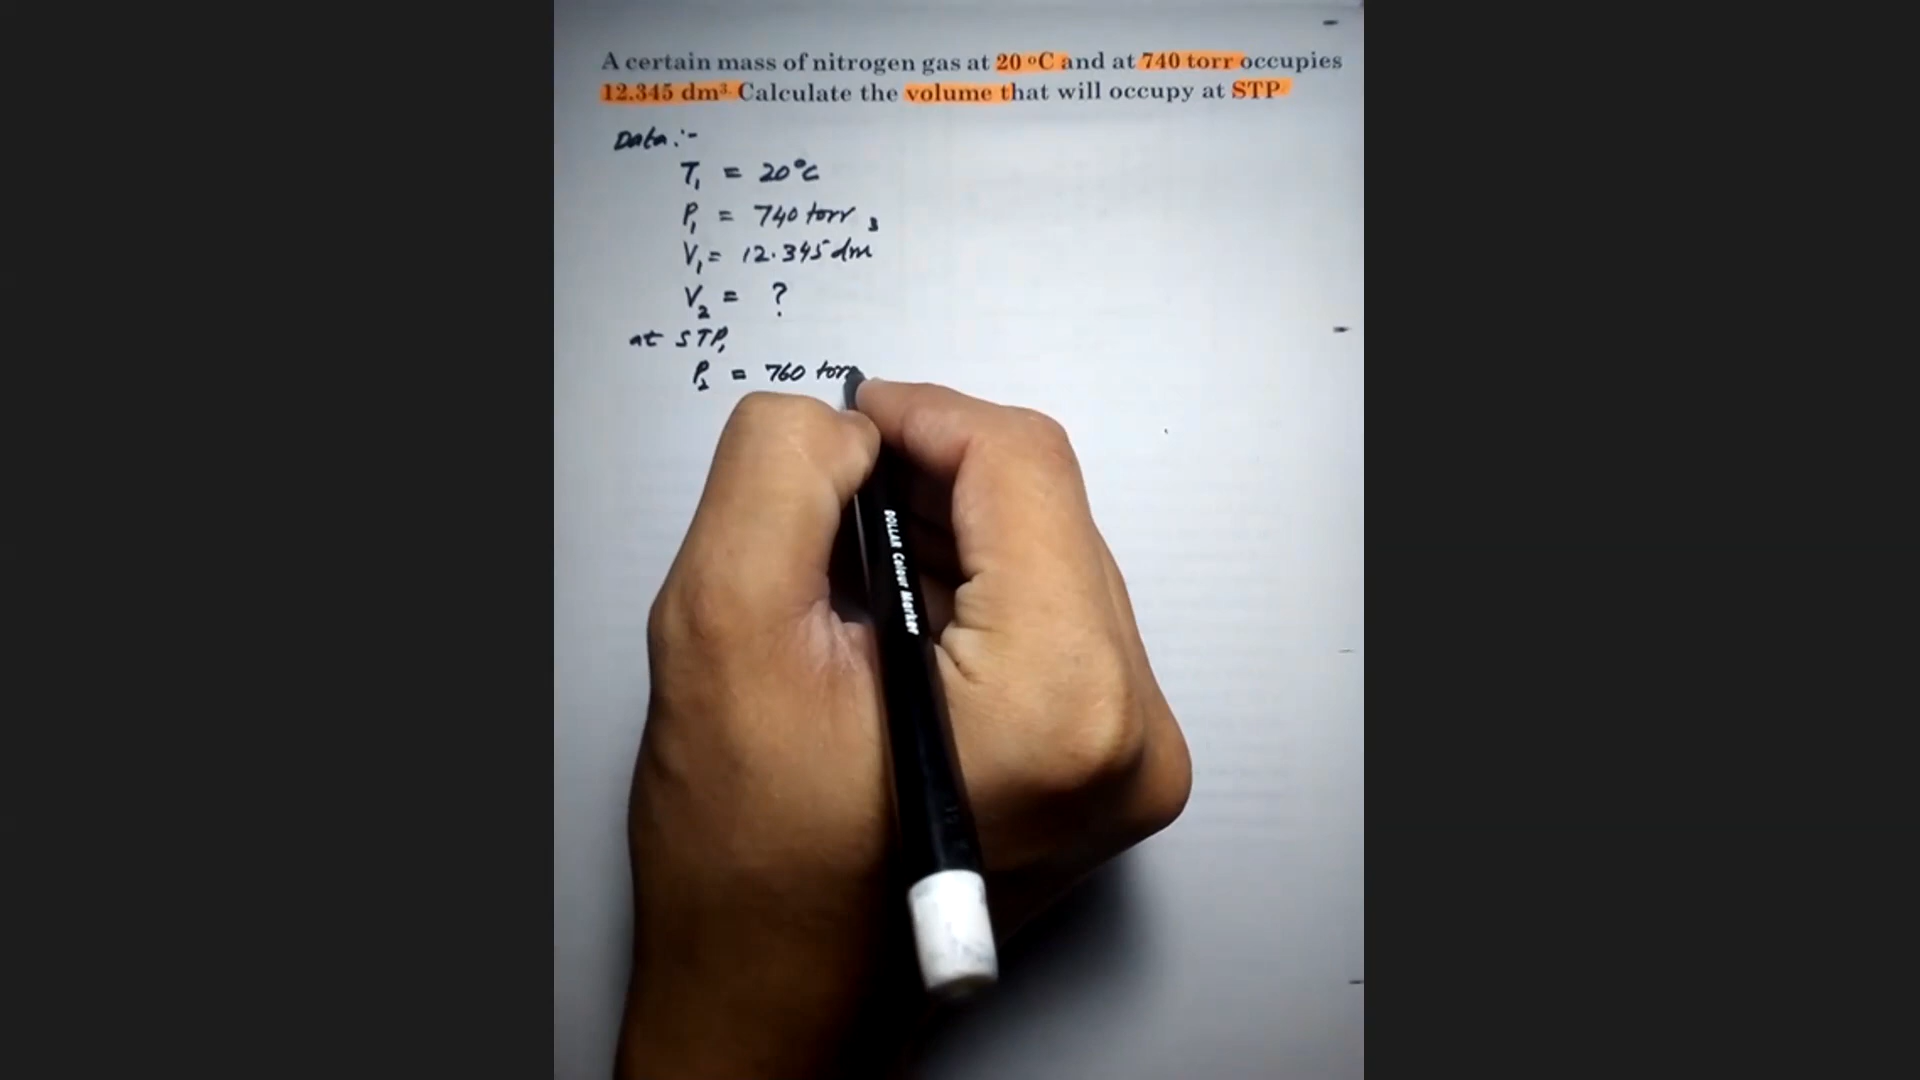 A certain mass of nitrogen gas at 20 °C and at 740 torr occupies
12.345 dm³. Calculate the volume that will occupy at STP
Data :-
T₁ = 20°C
P₁ = 740 torr
V₁ = 12.345 dm³
V₂ = ?
at STP,
P₂ = 760 torr
DOLLAR Colour Marker